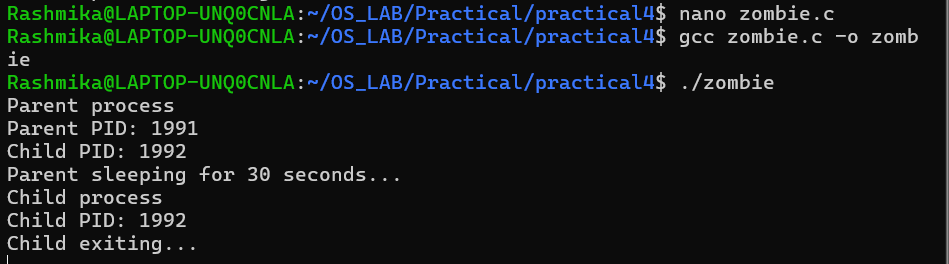 Rashmika@LAPTOP-UNQ0CNLA:~/OS_LAB/Practical/practical4$ nano zombie.c
Rashmika@LAPTOP-UNQ0CNLA:~/OS_LAB/Practical/practical4$ gcc zombie.c -o zomb
ie
Rashmika@LAPTOP-UNQ0CNLA:~/OS_LAB/Practical/practical4$ ./zombie
Parent process
Parent PID: 1991
Child PID: 1992
Parent sleeping for 30 seconds...
Child process
Child PID: 1992
Child exiting...